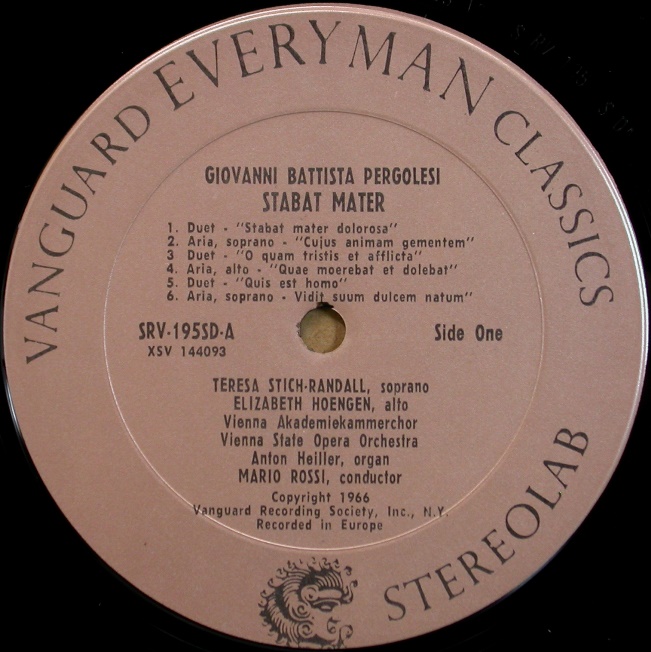 VANGUARD EVERYMAN CLASSICS
GIOVANNI BATTISTA PERGOLESI
STABAT MATER
1. Duet - "Stabat mater dolorosa"
2. Aria, soprano - "Cujus animam gementem"
3 Duet - "O quam tristis et afflicta"
4. Aria, alto - "Quae moerebat et dolebat"
5. Duet - "Quis est homo"
6. Aria, soprano - Vidit suum dulcem natum"
SRV-195SD-A
Side One
XSV 144093
TERESA STICH-RANDALL, soprano
ELIZABETH HOENGEN, alto
Vienna Akademiekammerchor
Vienna State Opera Orchestra
Anton Heiller, organ
MARIO ROSSI, conductor
Copyright 1966
Vanguard Recording Society, Inc., N.Y.
Recorded in Europe
STEREOLAB